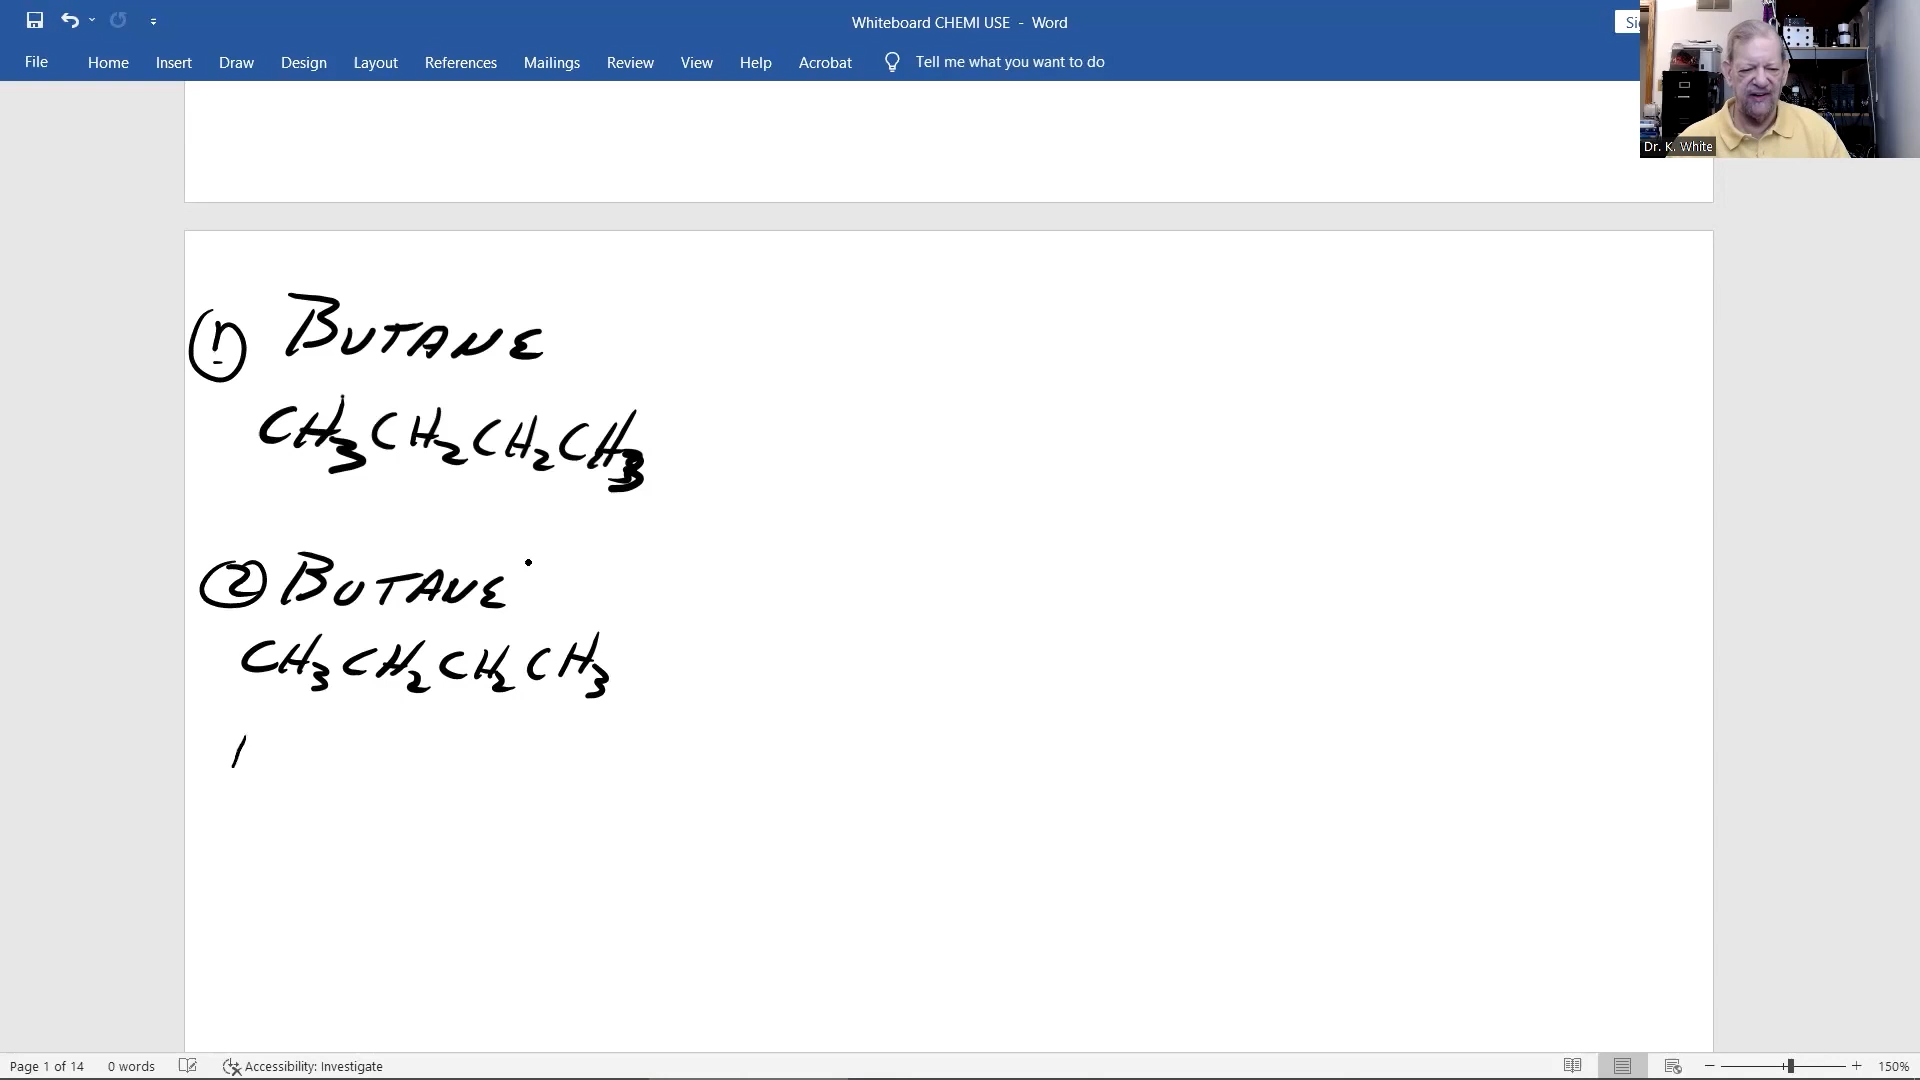 Whiteboard CHEMI USE - Word
File Home Insert Draw Design Layout References Mailings Review View Help Acrobat Tell me what you want to do
Dr. K. White
① BUTANE
CH3CH2CH2CH3
② BUTANE
CH3CH2CH2CH3
Page 1 of 14 0 words Accessibility: Investigate 150%